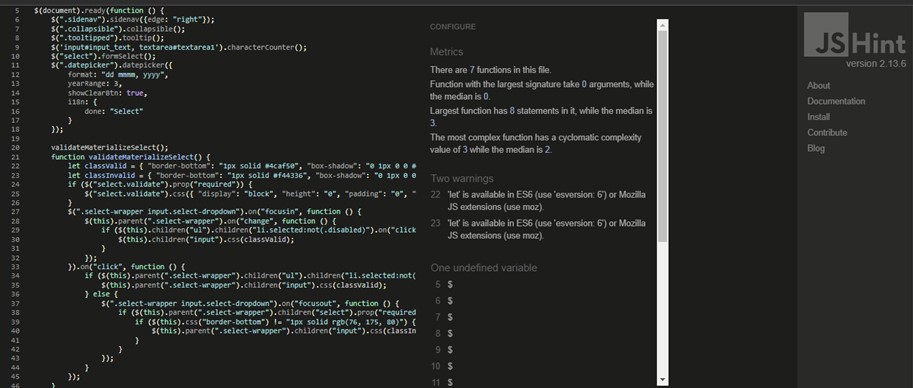 5 $(document).ready(function () {
6 $(".sidenav").sidenav({edge: "right"});
7 $(".collapsible").collapsible();
8 $(".tooltipped").tooltip();
9 $('input#input_text, textarea#textarea1').characterCounter();
10 $("select").formSelect();
11 $(".datepicker").datepicker({
12 format: "dd mmmm, yyyy",
13 yearRange: 3,
14 showClearBtn: true,
15 i18n: {
16 done: "Select"
17 }
18 });
19
20 validateMaterializeSelect();
21 function validateMaterializeSelect() {
22 let classValid = { "border-bottom": "1px solid #4caf50", "box-shadow": "0 1px 0 0 #
23 let classInvalid = { "border-bottom": "1px solid #f44336", "box-shadow": "0 1px 0 0
24 if ($("select.validate").prop("required")) {
25 $("select.validate").css({ "display": "block", "height": "0", "padding": "0", "
26 }
27 $(".select-wrapper input.select-dropdown").on("focusin", function () {
28 $(this).parent(".select-wrapper").on("change", function () {
29 if ($(this).children("ul").children("li.selected:not(.disabled)").on("click
30 $(this).children("input").css(classValid);
31 }
32 });
33 }).on("click", function () {
34 if ($(this).parent(".select-wrapper").children("ul").children("li.selected:not(
35 $(this).parent(".select-wrapper").children("input").css(classValid);
36 } else {
37 $(".select-wrapper input.select-dropdown").on("focusout", function () {
38 if ($(this).parent(".select-wrapper").children("select").prop("required
39 if ($(this).css("border-bottom") != "1px solid rgb(76, 175, 80)") {
40 $(this).parent(".select-wrapper").children("input").css(classIn
41 }
42 }
43 });
44 }
45 });
46 }
CONFIGURE
Metrics
There are 7 functions in this file.
Function with the largest signature take 0 arguments, while
the median is 0.
Largest function has 8 statements in it, while the median is
3.
The most complex function has a cyclomatic complexity
value of 3 while the median is 2.
Two warnings
22 'let' is available in ES6 (use 'esversion: 6') or Mozilla
JS extensions (use moz).
23 'let' is available in ES6 (use 'esversion: 6') or Mozilla
JS extensions (use moz).
One undefined variable
5 $
6 $
7 $
8 $
9 $
10 $
11 $
JSHint
version 2.13.6
About
Documentation
Install
Contribute
Blog